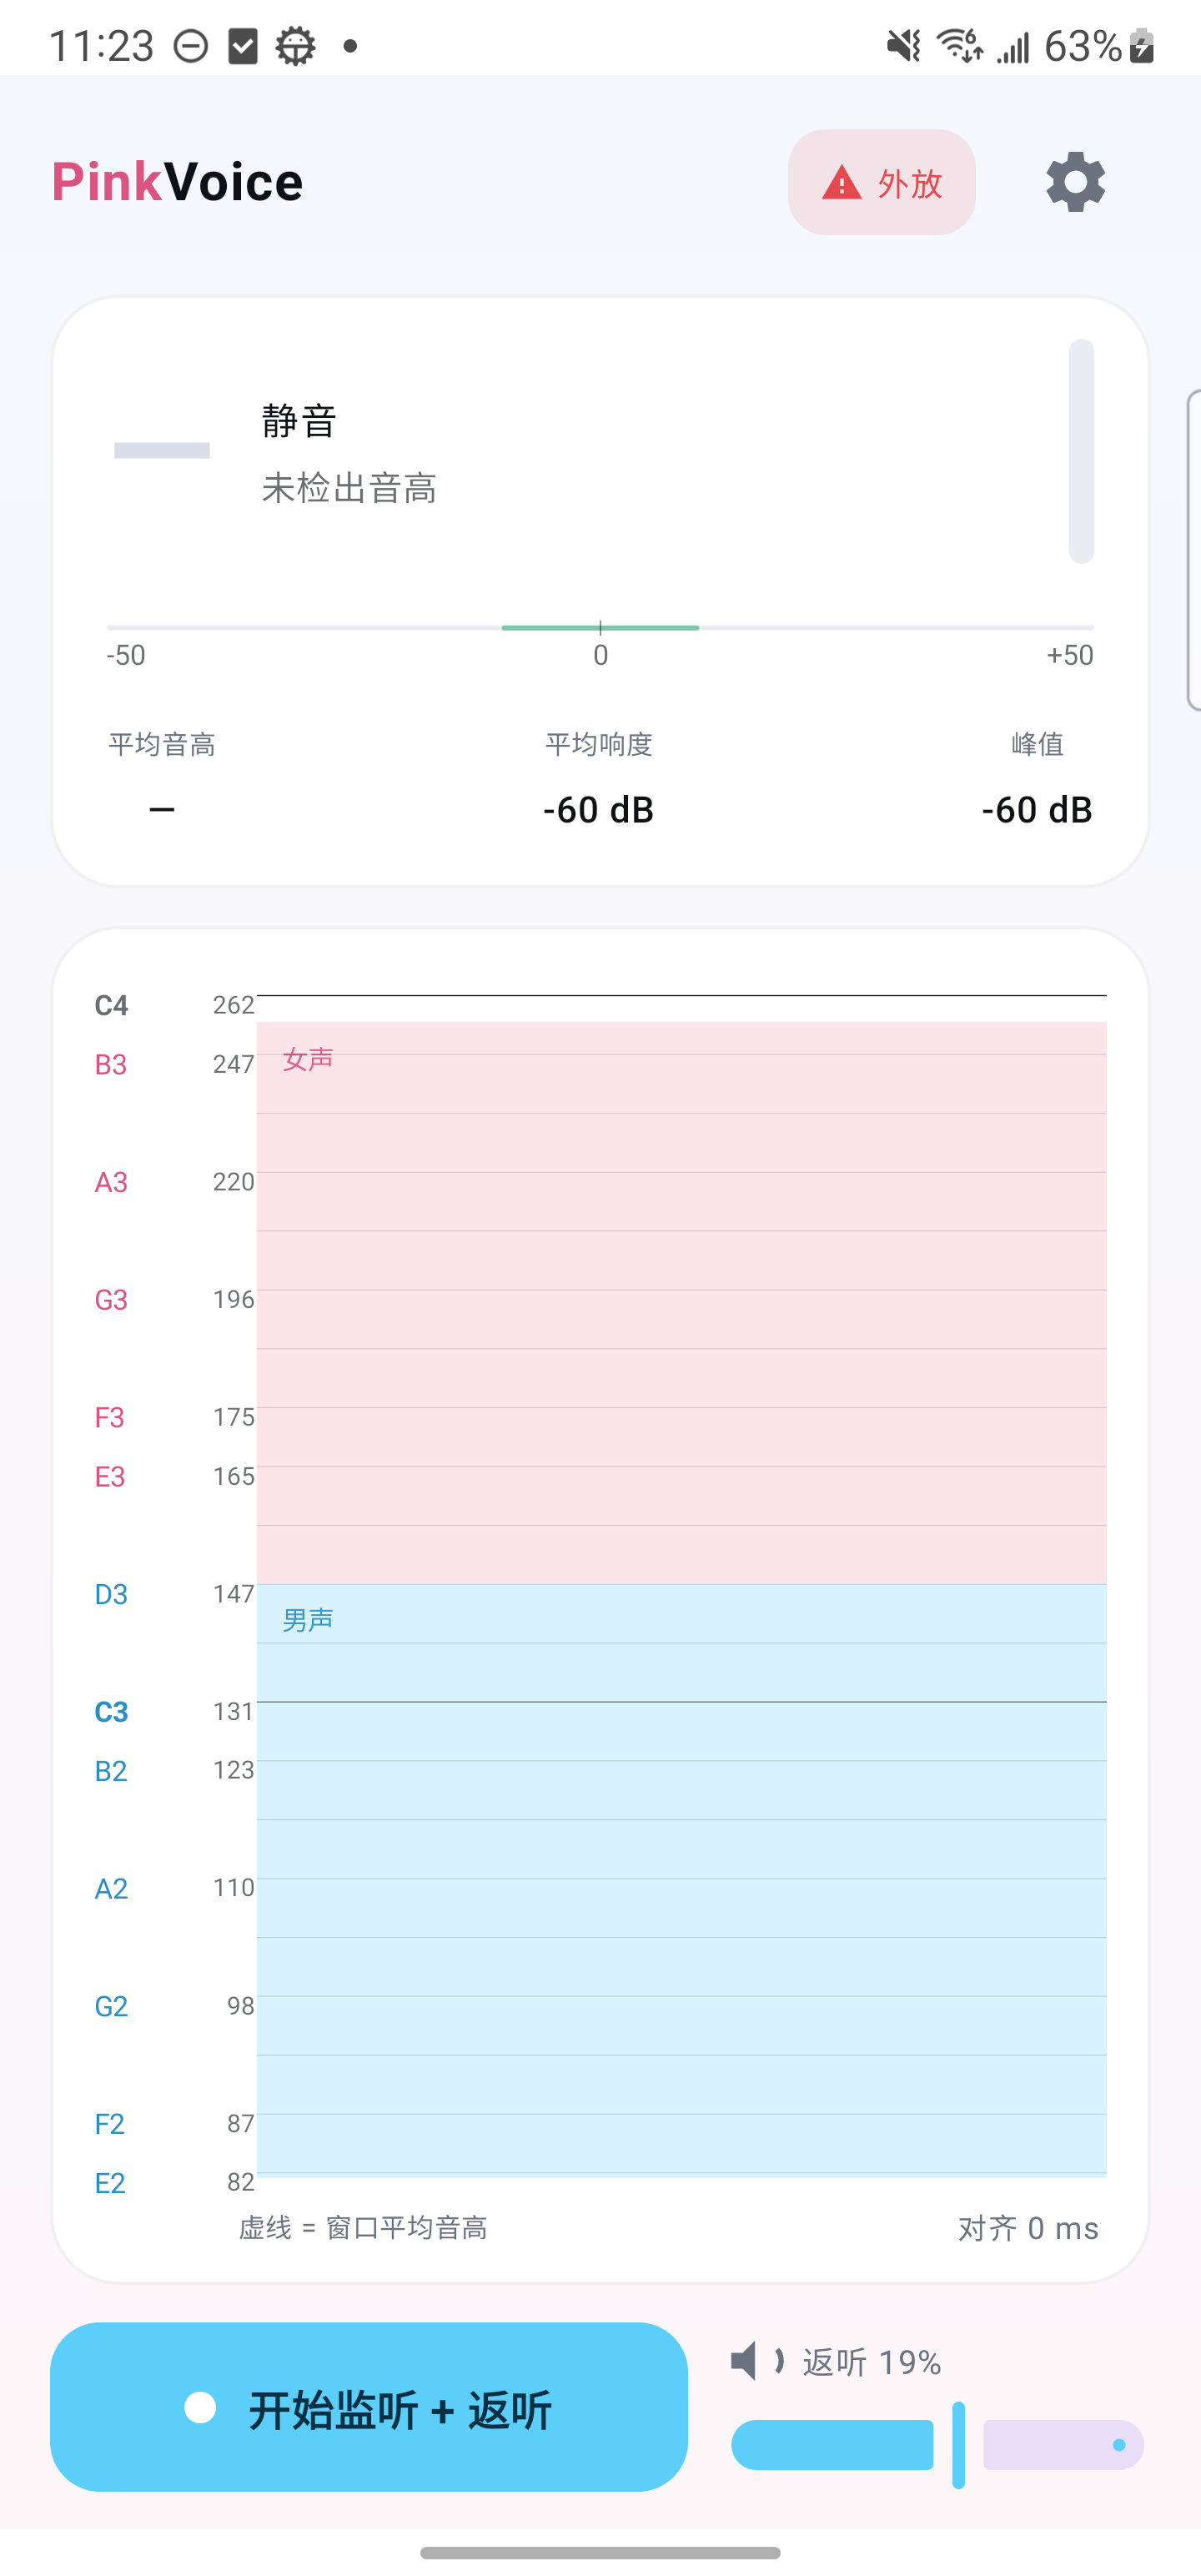 11:23
63%
PinkVoice
外放
静音
未检出音高
-50 0 +50
平均音高 平均响度 峰值
— -60 dB -60 dB
C4 262
B3 247
女声
A3 220
G3 196
F3 175
E3 165
D3 147
男声
C3 131
B2 123
A2 110
G2 98
F2 87
E2 82
虚线 = 窗口平均音高 对齐 0 ms
返听 19%
开始监听 + 返听